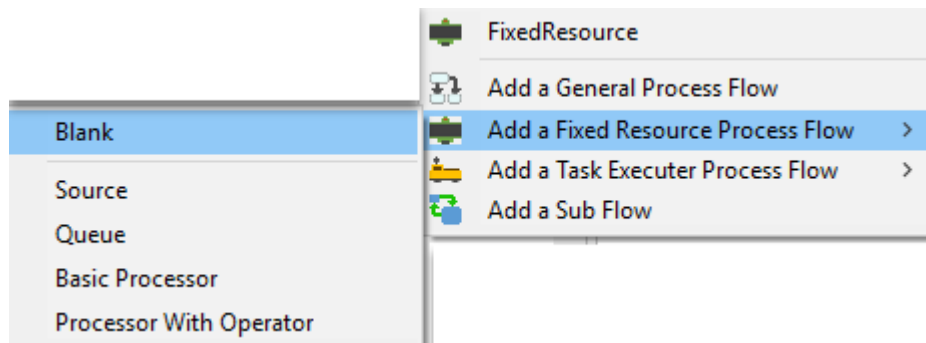 FixedResource
Add a General Process Flow
Add a Fixed Resource Process Flow
Add a Task Executer Process Flow
Add a Sub Flow
Blank
Source
Queue
Basic Processor
Processor With Operator